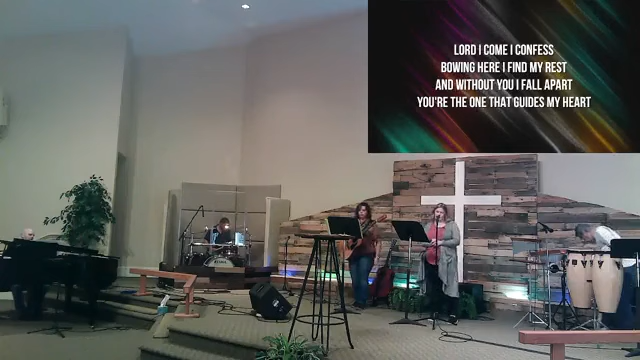 LORD I COME I CONFESS
BOWING HERE I FIND MY REST
AND WITHOUT YOU I FALL APART
YOU'RE THE ONE THAT GUIDES MY HEART